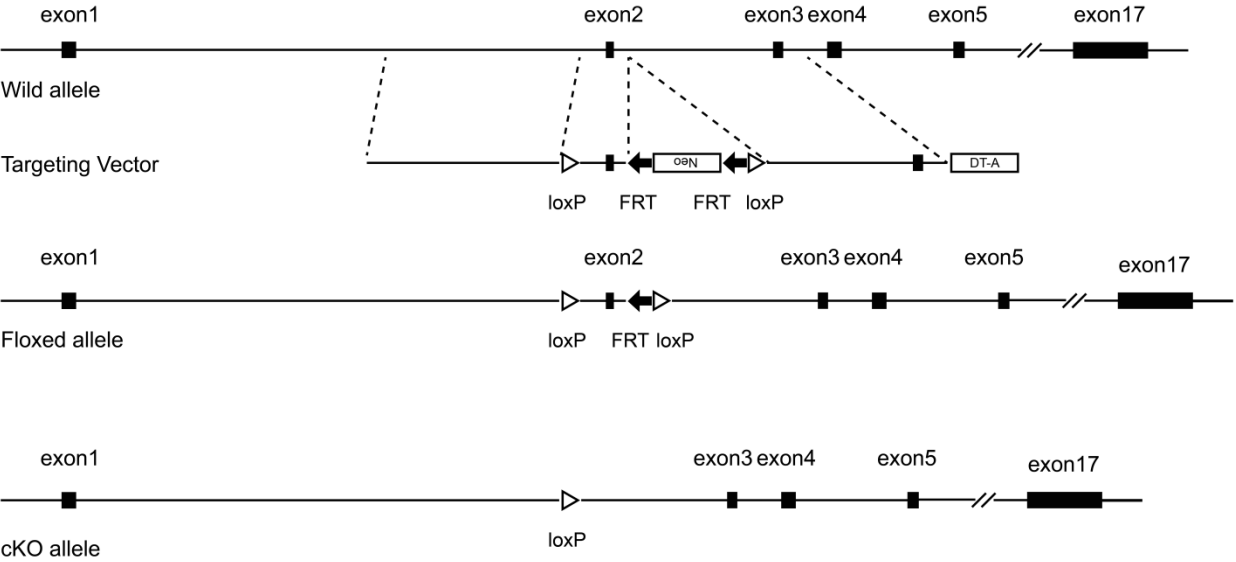 exon1 exon2 exon3 exon4 exon5 exon17
Wild allele
Targeting Vector Neo DT-A
loxP FRT FRT loxP
exon1 exon2 exon3 exon4 exon5 exon17
Floxed allele loxP FRT loxP
exon1 exon3 exon4 exon5 exon17
loxP
cKO allele